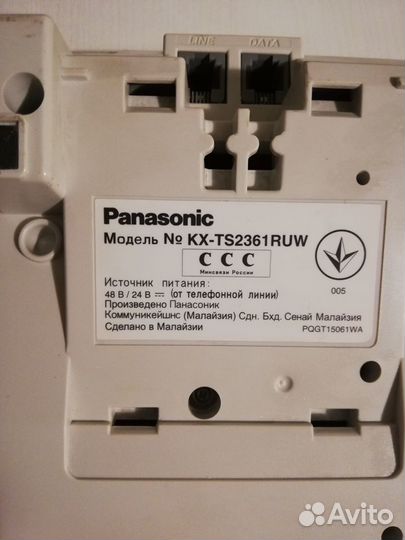 LINE DATA
Panasonic
Модель № KX-TS2361RUW
ССС
Минсвязи России
005
Источник питания:
48 В / 24 В ⎓ (от телефонной линии)
Произведено Панасоник
Коммуникейшнс (Малайзия) Сдн. Бхд. Сенай Малайзия
Сделано в Малайзии
PQGT15061WA
Avito